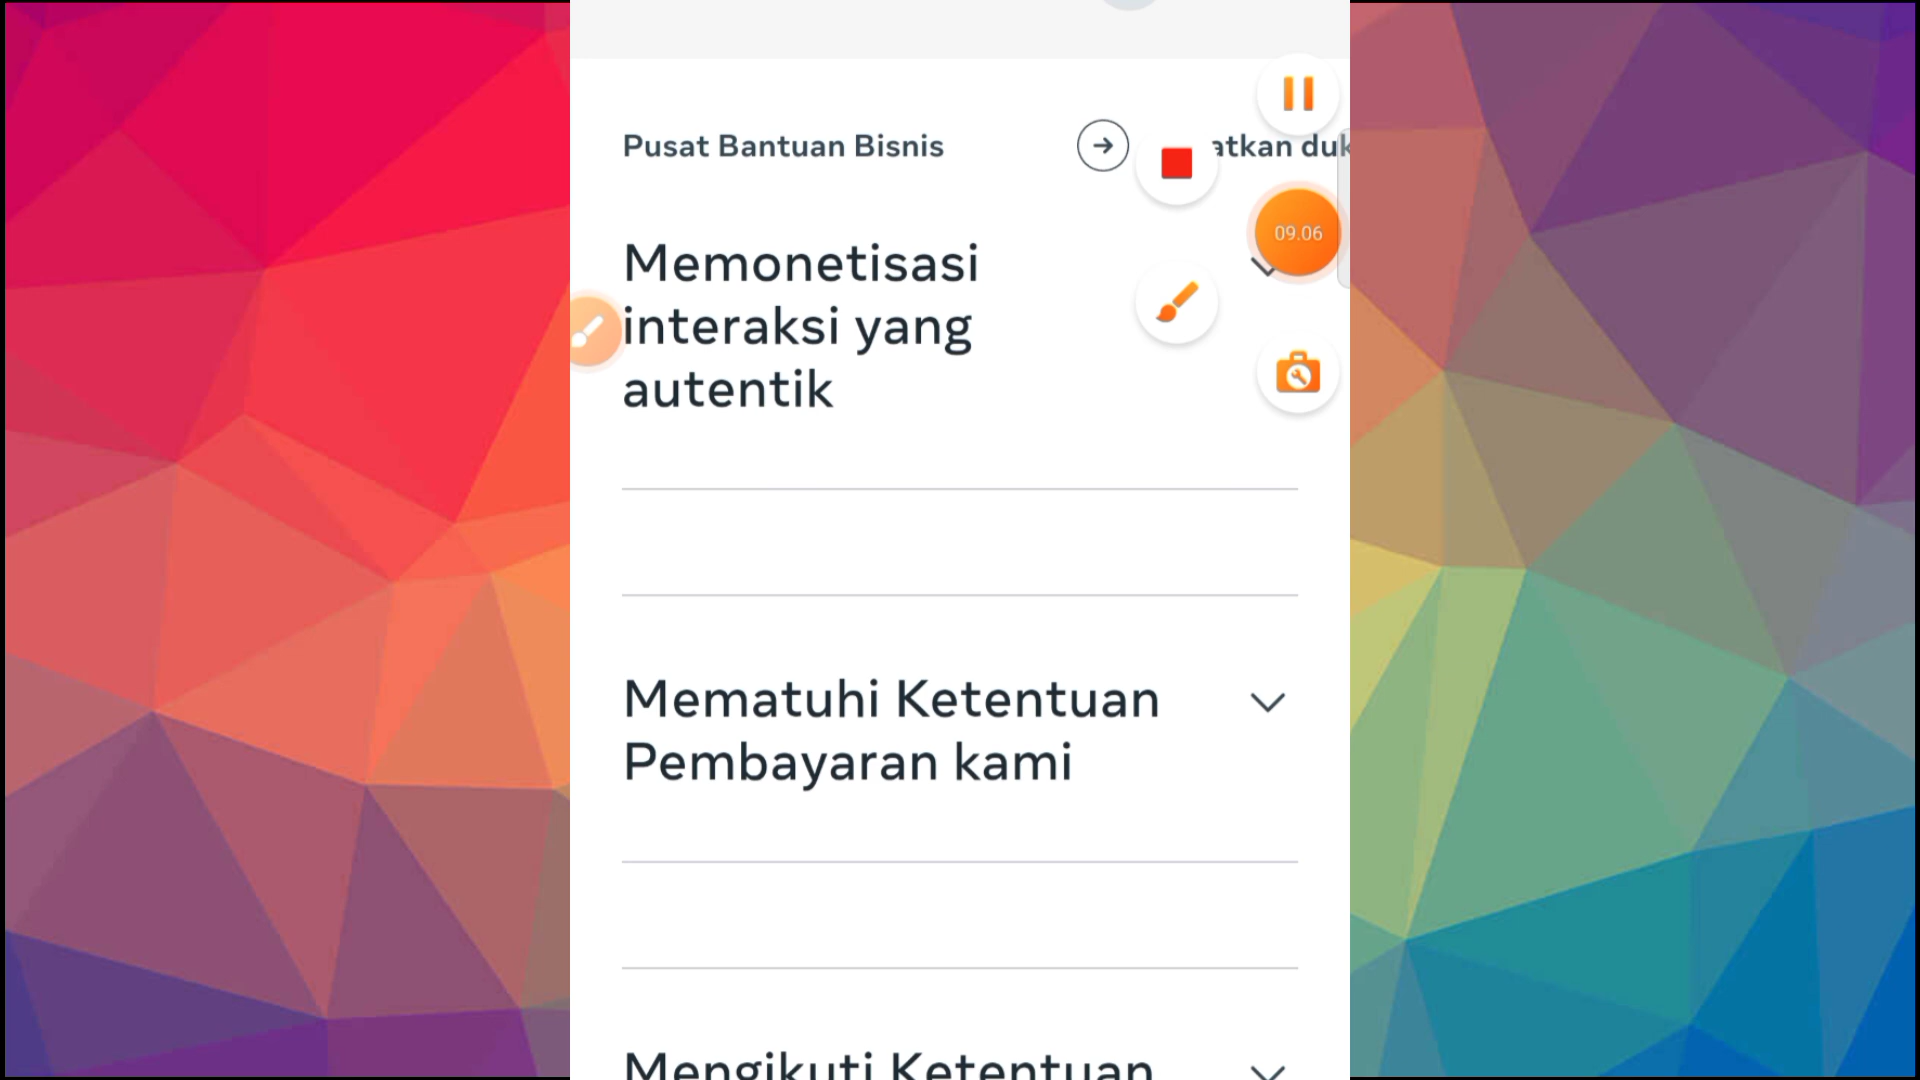 Pusat Bantuan Bisnis
atkan duk
09.06
Memonetisasi
interaksi yang
autentik
Mematuhi Ketentuan
Pembayaran kami
Mengikuti Ketentuan